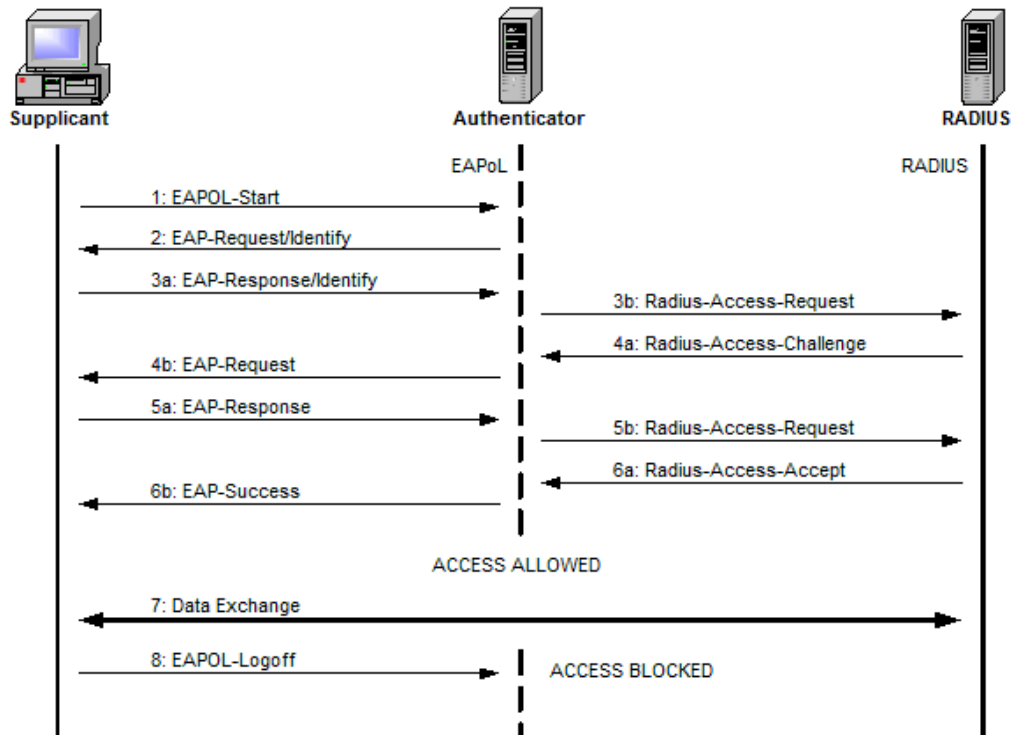 Supplicant
Authenticator
RADIUS
EAPoL
RADIUS
1: EAPOL-Start
2: EAP-Request/Identify
3a: EAP-Response/Identify
3b: Radius-Access-Request
4a: Radius-Access-Challenge
4b: EAP-Request
5a: EAP-Response
5b: Radius-Access-Request
6a: Radius-Access-Accept
6b: EAP-Success
ACCESS ALLOWED
7: Data Exchange
8: EAPOL-Logoff
ACCESS BLOCKED